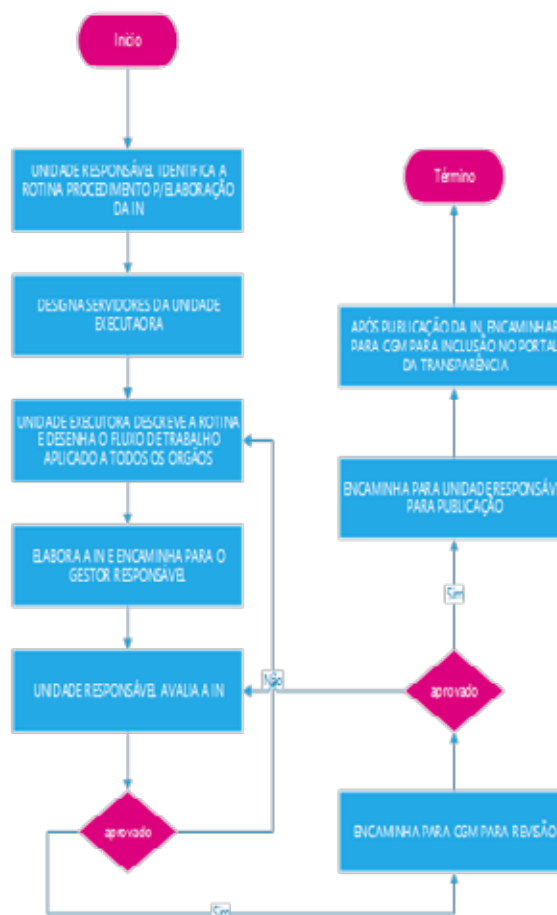 Início
UNIDADE RESPONSÁVEL IDENTIFICA A
ROTINA PROCEDIMENTO P/ELABORAÇÃO
DA IN
DESIGNA SERVIDORES DA UNIDADE
EXECUTAORA
UNIDADE EXECUTORA DESCREVE A ROTINA
E DESENHA O FLUXO DE TRABALHO
APLICADO A TODOS OS ORGÃOS
ELABORA A IN E ENCAMINHA PARA O
GESTOR RESPONSÁVEL
UNIDADE RESPONSÁVEL AVALIA A IN
aprovado
Não
Sim
ENCAMINHA PARA CGM PARA REVISÃO
aprovado
Sim
ENCAMINHA PARA UNIDADE RESPONSÁVE
PARA PUBLICAÇÃO
APÓS PUBLICAÇÃO DA IN, ENCAMINHAR
PARA CGM PARA INCLUSÃO NO PORTAL
DA TRANSPARÊNCIA
Término